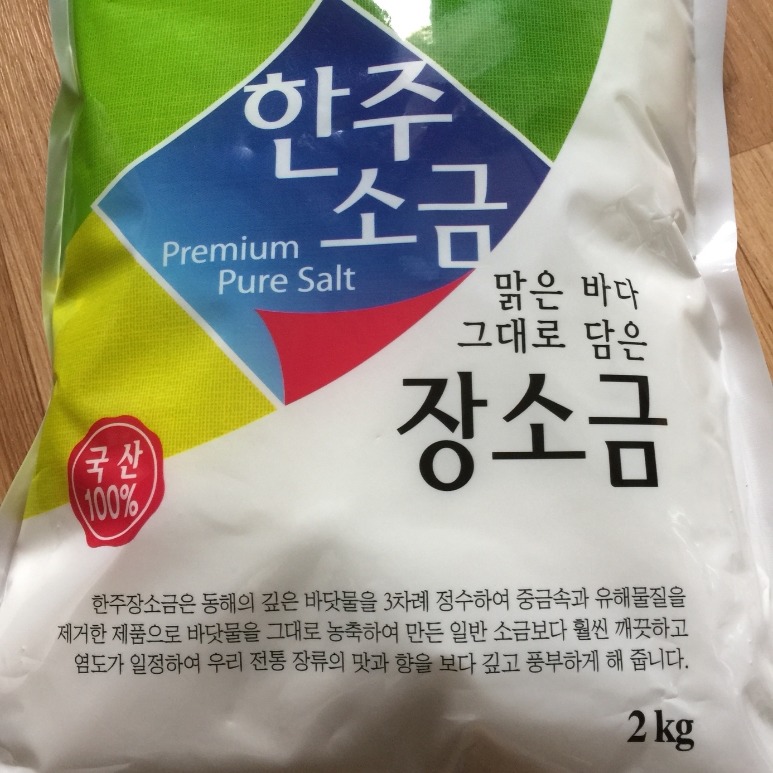 한주
소금
Premium
Pure Salt
맑은 바다
그대로 담은
장소금
국산
100%
한주장소금은 동해의 깊은 바닷물을 3차례 정수하여 중금속과 유해물질을
제거한 제품으로 바닷물을 그대로 농축하여 만든 일반 소금보다 훨씬 깨끗하고
염도가 일정하여 우리 전통 장류의 맛과 향을 보다 깊고 풍부하게 해 줍니다.
2 kg